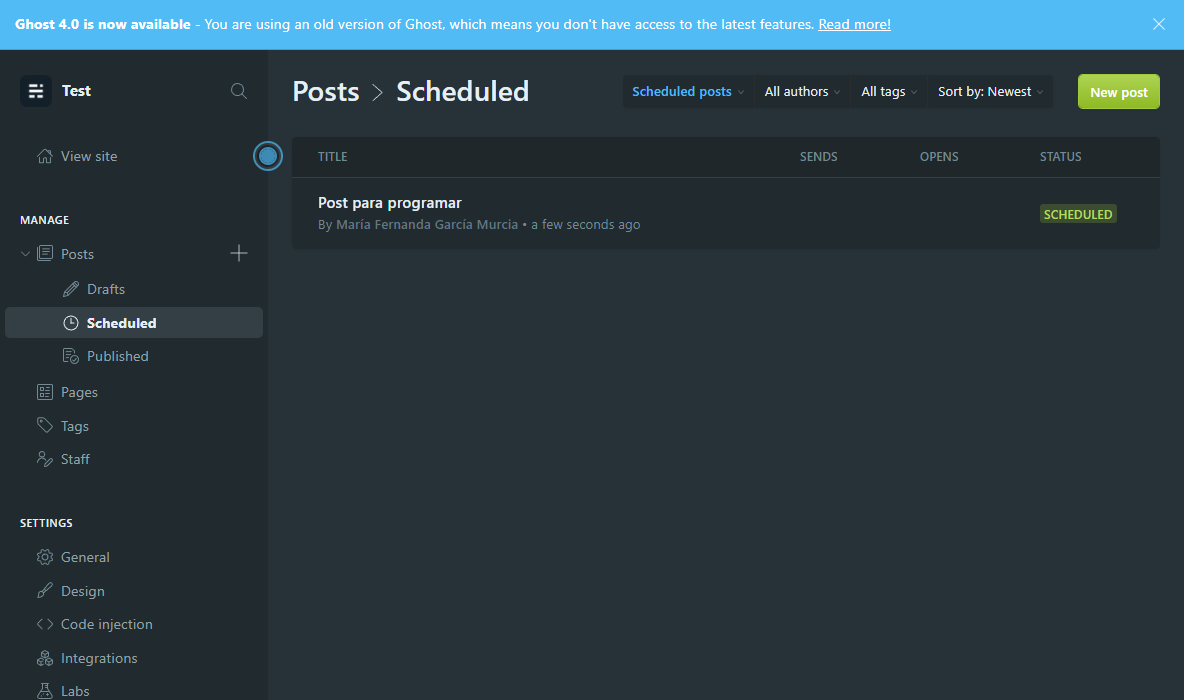 Ghost 4.0 is now available - You are using an old version of Ghost, which means you don't have access to the latest features. Read more!
Test
Posts > Scheduled
Scheduled posts
All authors
All tags
Sort by: Newest
New post
View site
TITLE
SENDS
OPENS
STATUS
Post para programar
By María Fernanda García Murcia • a few seconds ago
SCHEDULED
MANAGE
Posts
Drafts
Scheduled
Published
Pages
Tags
Staff
SETTINGS
General
Design
Code injection
Integrations
Labs